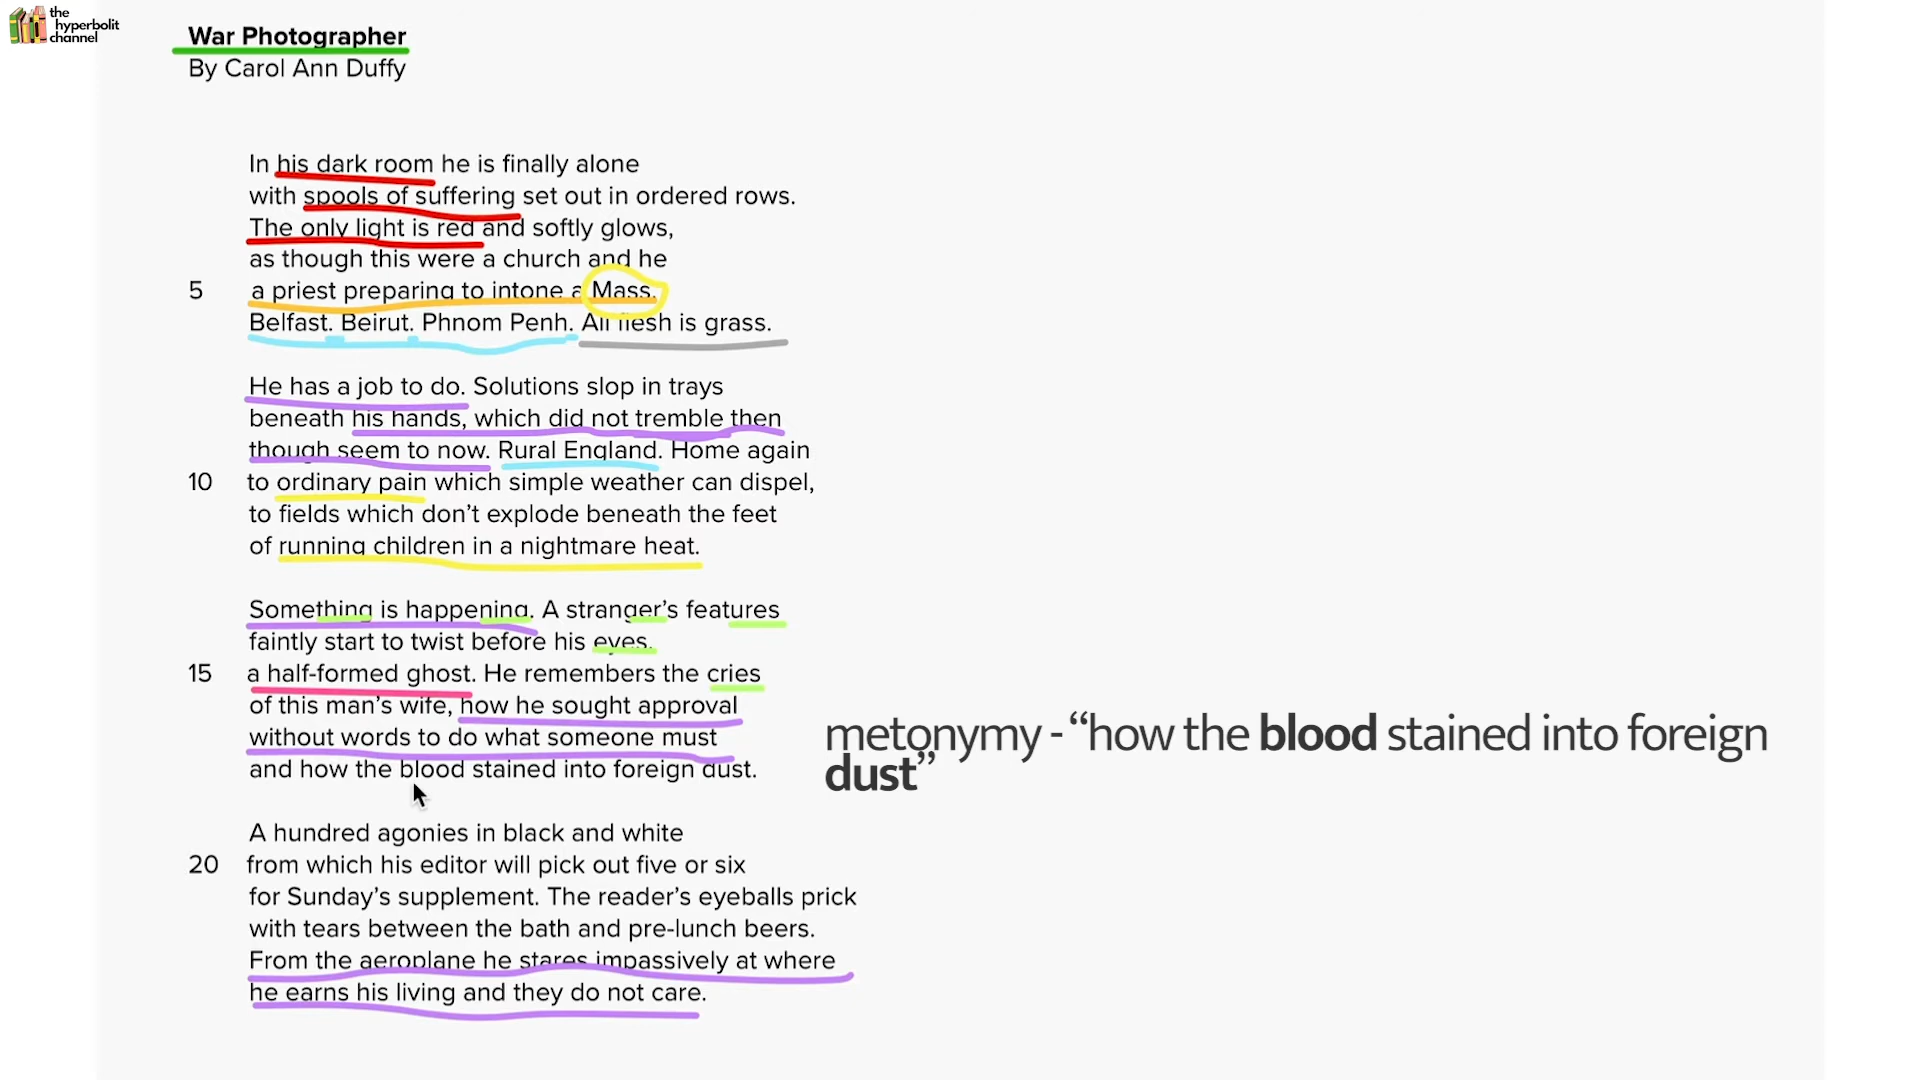 the
hyperbolit
channel
War Photographer
By Carol Ann Duffy
In his dark room he is finally alone
with spools of suffering set out in ordered rows.
The only light is red and softly glows,
as though this were a church and he
5 a priest preparing to intone a Mass.
Belfast. Beirut. Phnom Penh. All flesh is grass.
He has a job to do. Solutions slop in trays
beneath his hands, which did not tremble then
though seem to now. Rural England. Home again
10 to ordinary pain which simple weather can dispel,
to fields which don’t explode beneath the feet
of running children in a nightmare heat.
Something is happening. A stranger’s features
faintly start to twist before his eyes,
15 a half-formed ghost. He remembers the cries
of this man’s wife, how he sought approval
without words to do what someone must
and how the blood stained into foreign dust.
metonymy - “how the blood stained into foreign
dust”
A hundred agonies in black and white
20 from which his editor will pick out five or six
for Sunday’s supplement. The reader’s eyeballs prick
with tears between the bath and pre-lunch beers.
From the aeroplane he stares impassively at where
he earns his living and they do not care.